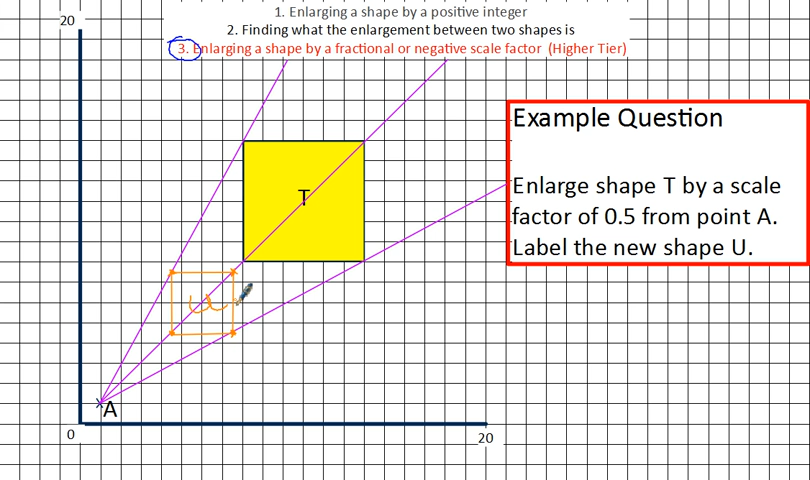 1. Enlarging a shape by a positive integer
2. Finding what the enlargement between two shapes is
3. Enlarging a shape by a fractional or negative scale factor (Higher Tier)
20
Example Question
Enlarge shape T by a scale
factor of 0.5 from point A.
Label the new shape U.
T
U
A
0
20